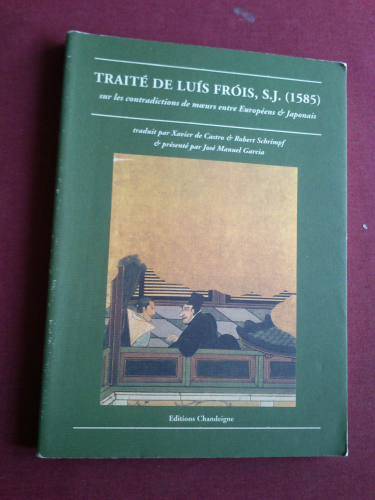 TRAITÉ DE LUÍS FRÓIS, S.J. (1585)
sur les contradictions de mœurs entre Européens & Japonais
traduit par Xavier de Castro & Robert Schrimpf
& présenté par José Manuel Garcia
Editions Chandeigne